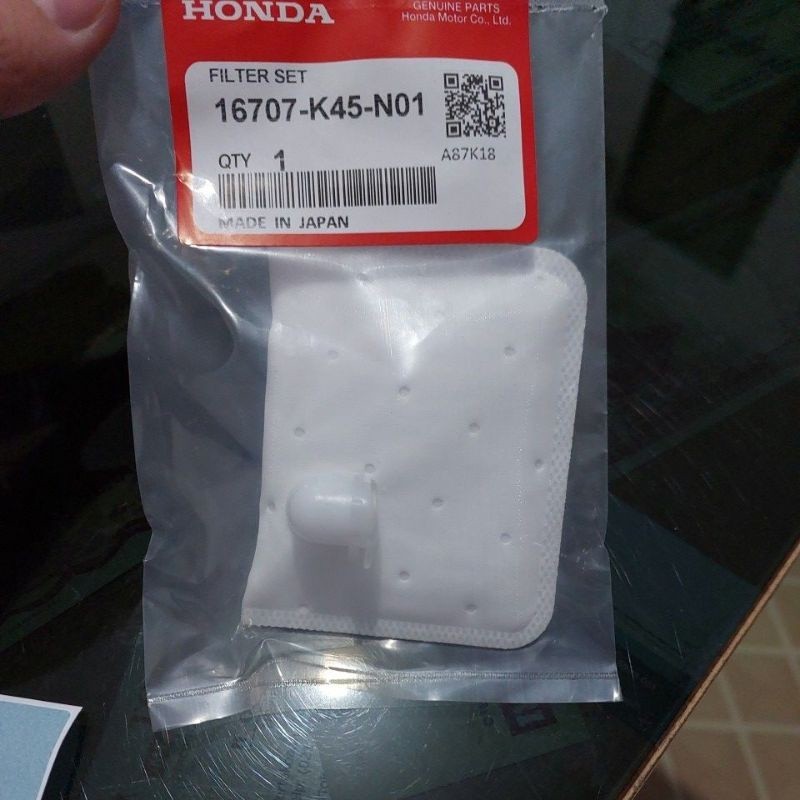 HONDA
GENUINE PARTS
Honda Motor Co., Ltd.
FILTER SET
16707-K45-N01
QTY 1
A87K18
MADE IN JAPAN